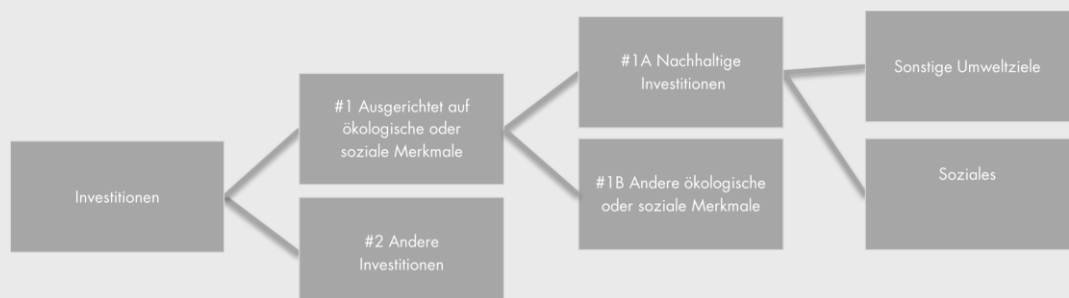 Investitionen
#1 Ausgerichtet auf
ökologische oder
soziale Merkmale
#2 Andere
Investitionen
#1A Nachhaltige
Investitionen
#1B Andere ökologische
oder soziale Merkmale
Sonstige Umweltziele
Soziales